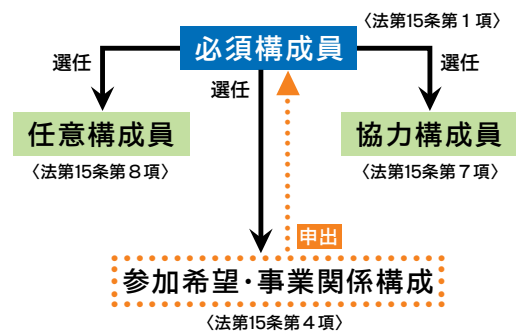 〈法第15条第１項〉
必須構成員
選任
選任
選任
任意構成員
協力構成員
〈法第15条第８項〉
〈法第15条第７項〉
申出
参加希望・事業関係構成
〈法第15条第４項〉